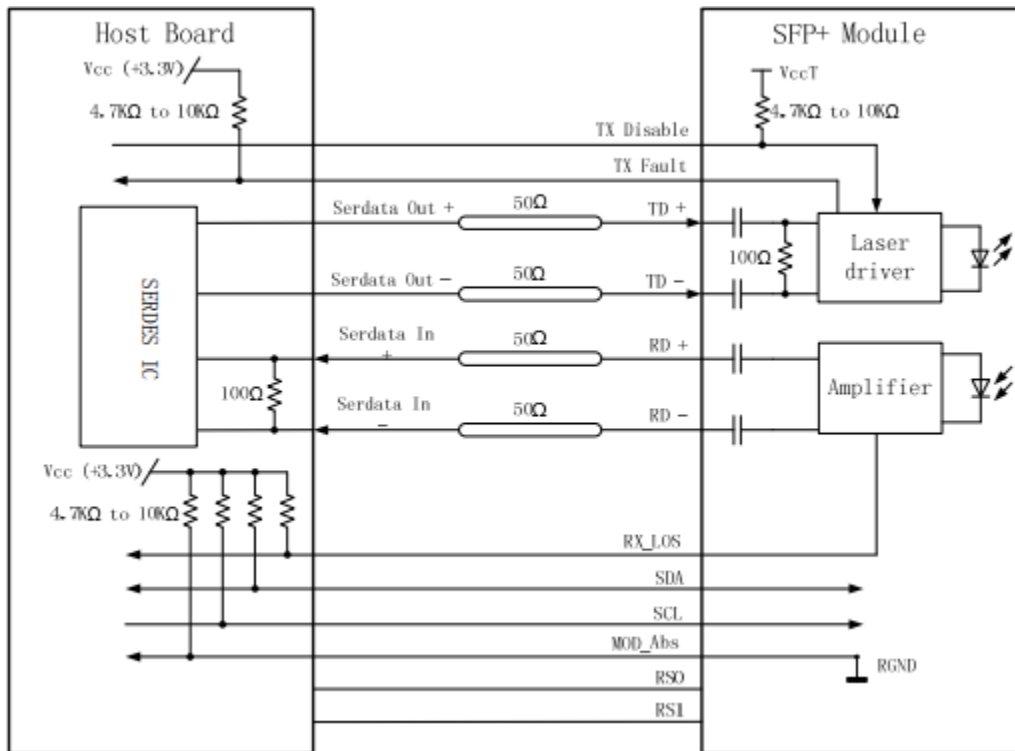 Host Board
SFP+ Module
Vcc (+3.3V)
VccT
4.7KΩ to 10KΩ
4.7KΩ to 10KΩ
TX Disable
TX Fault
Serdata Out +
50Ω
TD +
100Ω
Laser
driver
Serdata Out −
50Ω
TD −
SERDES IC
Serdata In
+
50Ω
RD +
100Ω
Amplifier
Serdata In
−
50Ω
RD −
Vcc (+3.3V)
4.7KΩ to 10KΩ
RX_LOS
SDA
SCL
MOD_Abs
RGND
RS0
RS1